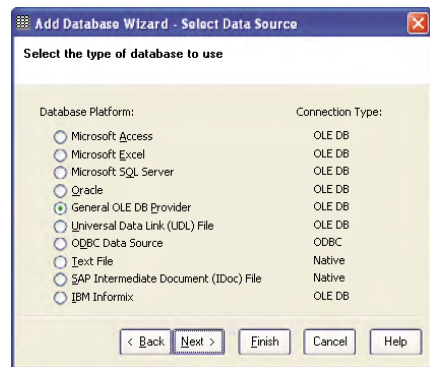 Add Database Wizard - Select Data Source
Select the type of database to use
Database Platform: Connection Type:
Microsoft Access OLE DB
Microsoft Excel OLE DB
Microsoft SQL Server OLE DB
Oracle OLE DB
General OLE DB Provider OLE DB
Universal Data Link (UDL) File OLE DB
ODBC Data Source ODBC
Text File Native
SAP Intermediate Document (IDoc) File Native
IBM Informix OLE DB
< Back Next > Finish Cancel Help